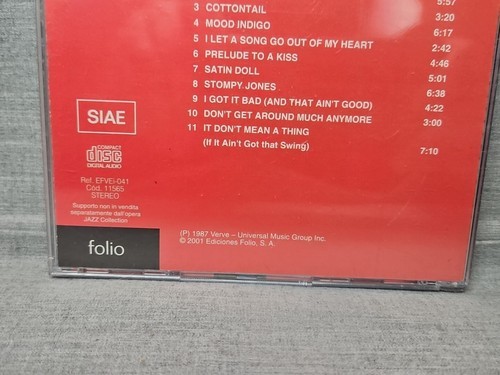 5:57
3 COTTONTAIL 3:20
4 MOOD INDIGO 6:17
5 I LET A SONG GO OUT OF MY HEART 2:42
6 PRELUDE TO A KISS 4:46
7 SATIN DOLL 5:01
8 STOMPY JONES 6:38
9 I GOT IT BAD (AND THAT AIN'T GOOD) 4:22
10 DON'T GET AROUND MUCH ANYMORE 3:00
11 IT DON'T MEAN A THING
(If It Ain't Got that Swing) 7:10
SIAE
COMPACT
disc
DIGITAL AUDIO
Ref. EFVEi-041
Cód. 11565
STEREO
Supporto non in vendita
separatamente dall'opera
JAZZ Collection
folio
(P) 1987 Verve – Universal Music Group Inc.
© 2001 Ediciones Folio, S. A.